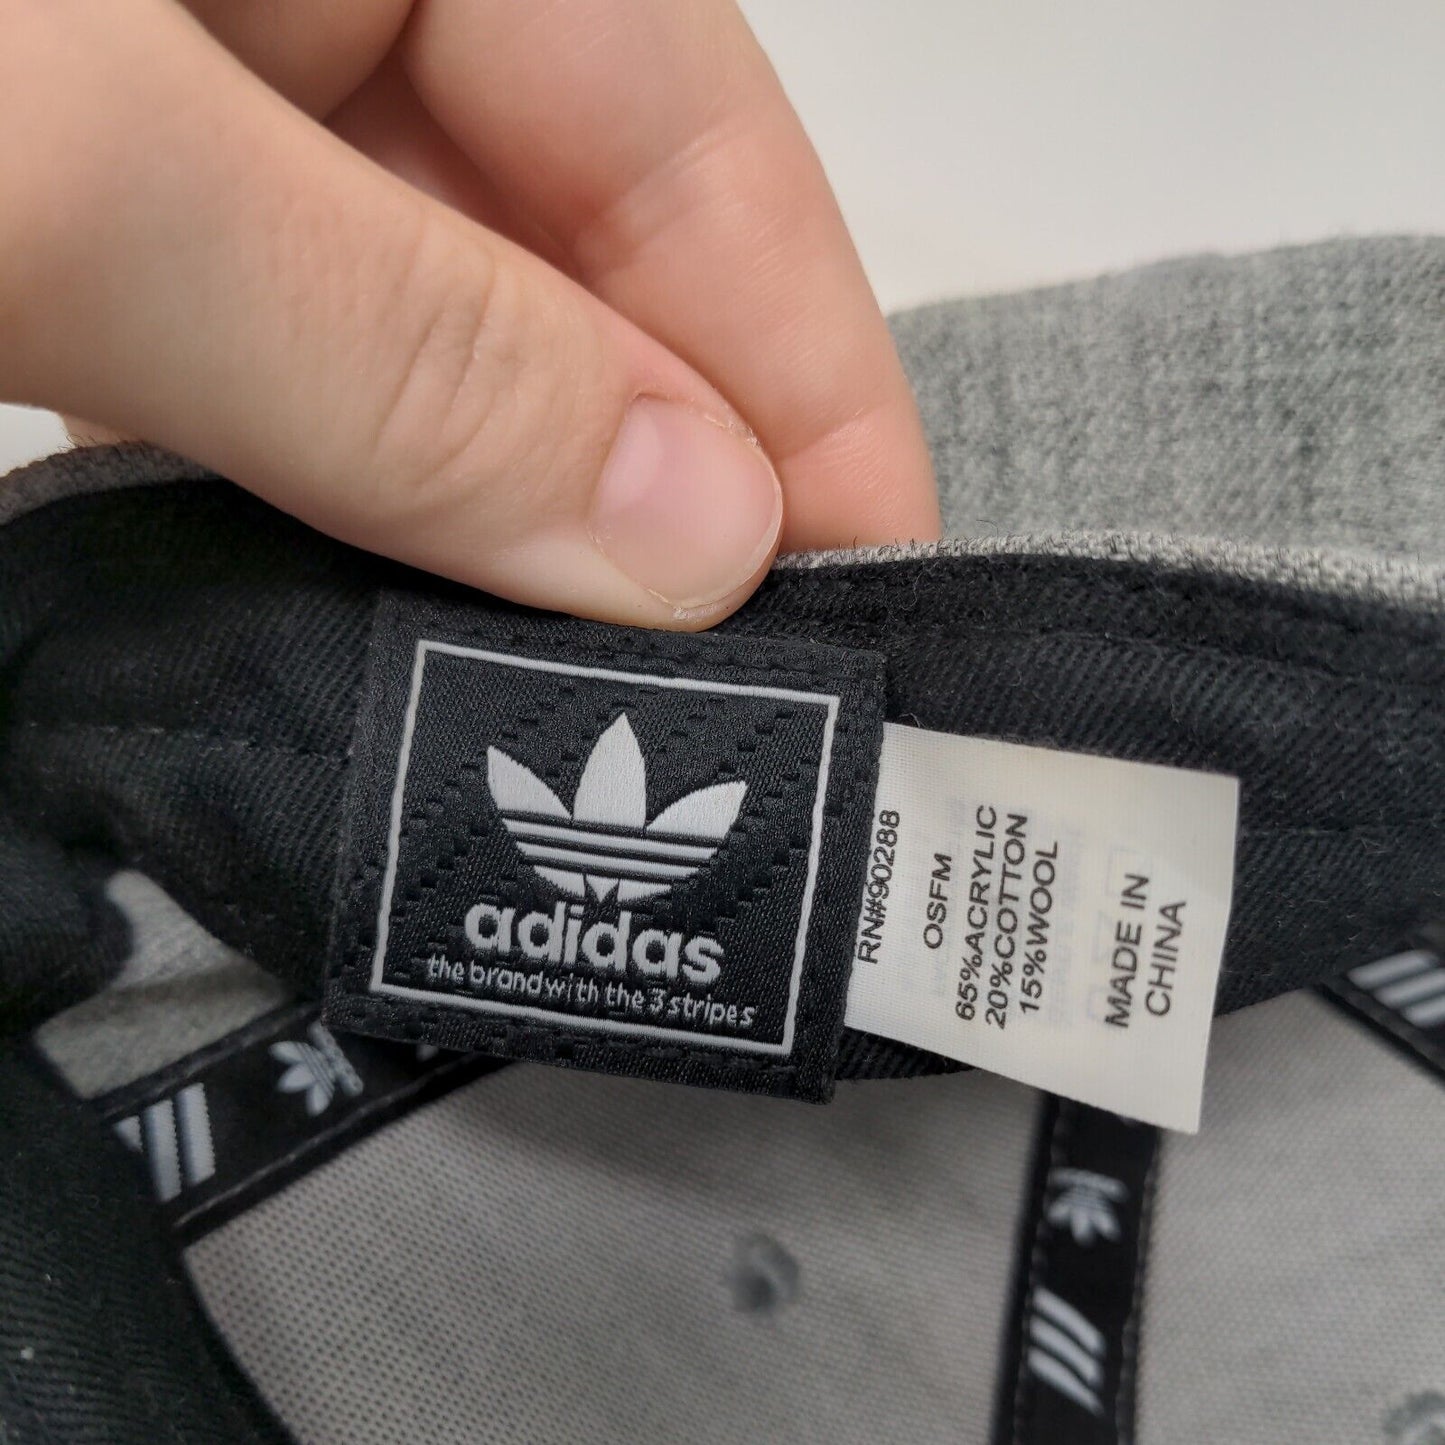 adidas
the brand with the 3 stripes
RN#90288
OSFM
65%ACRYLIC
20%COTTON
15%WOOL
MADE IN
CHINA